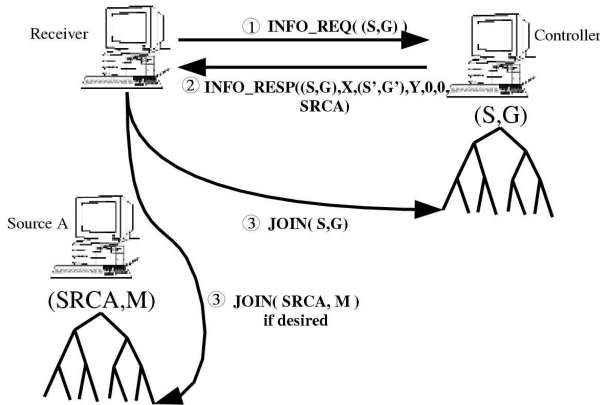 Receiver
① INFO_REQ( (S,G) )
Controller
② INFO_RESP((S,G),X,(S’,G’),Y,0,0,
SRCA)
(S,G)
Source A
③ JOIN( S,G)
(SRCA,M)
③ JOIN( SRCA, M )
if desired